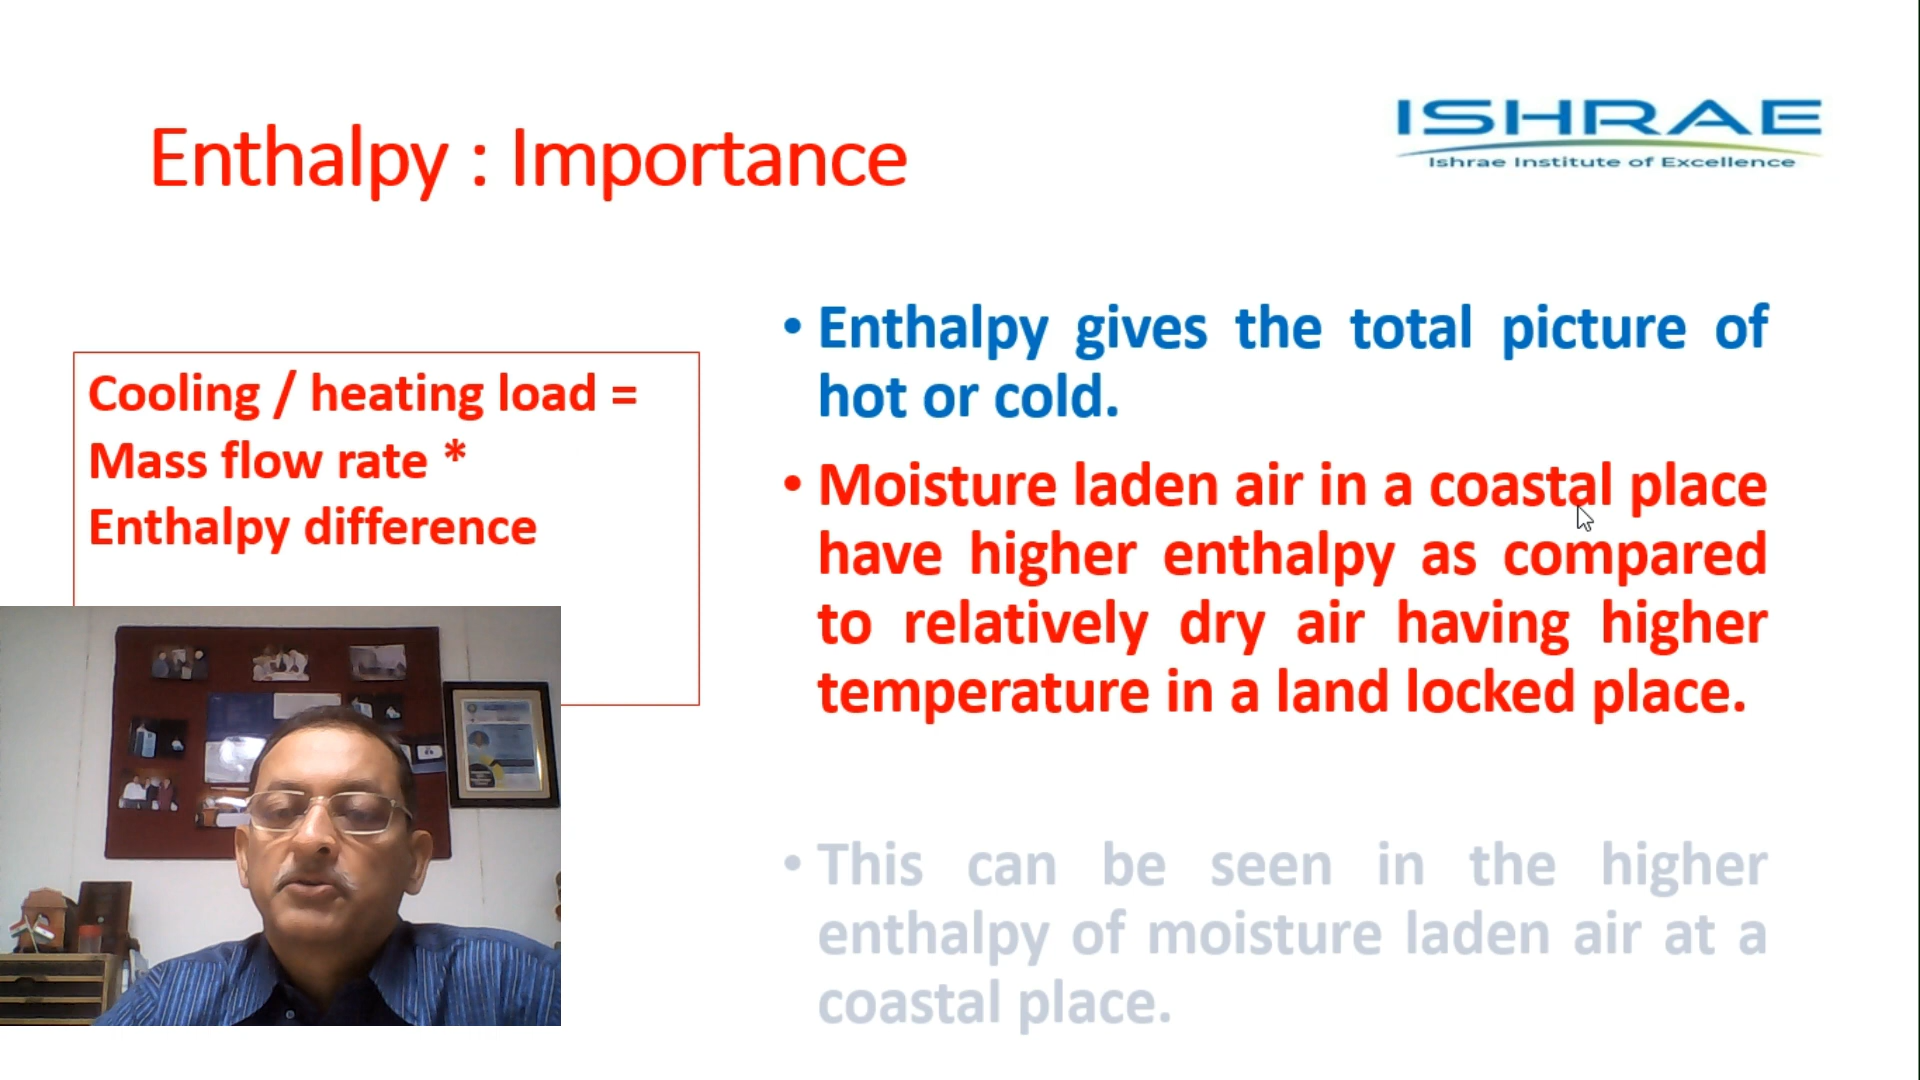 Enthalpy : Importance
ISHRAE
Ishrae Institute of Excellence
Cooling / heating load =
Mass flow rate *
Enthalpy difference
• Enthalpy gives the total picture of
hot or cold.
• Moisture laden air in a coastal place
have higher enthalpy as compared
to relatively dry air having higher
temperature in a land locked place.
• This can be seen in the higher
enthalpy of moisture laden air at a
coastal place.